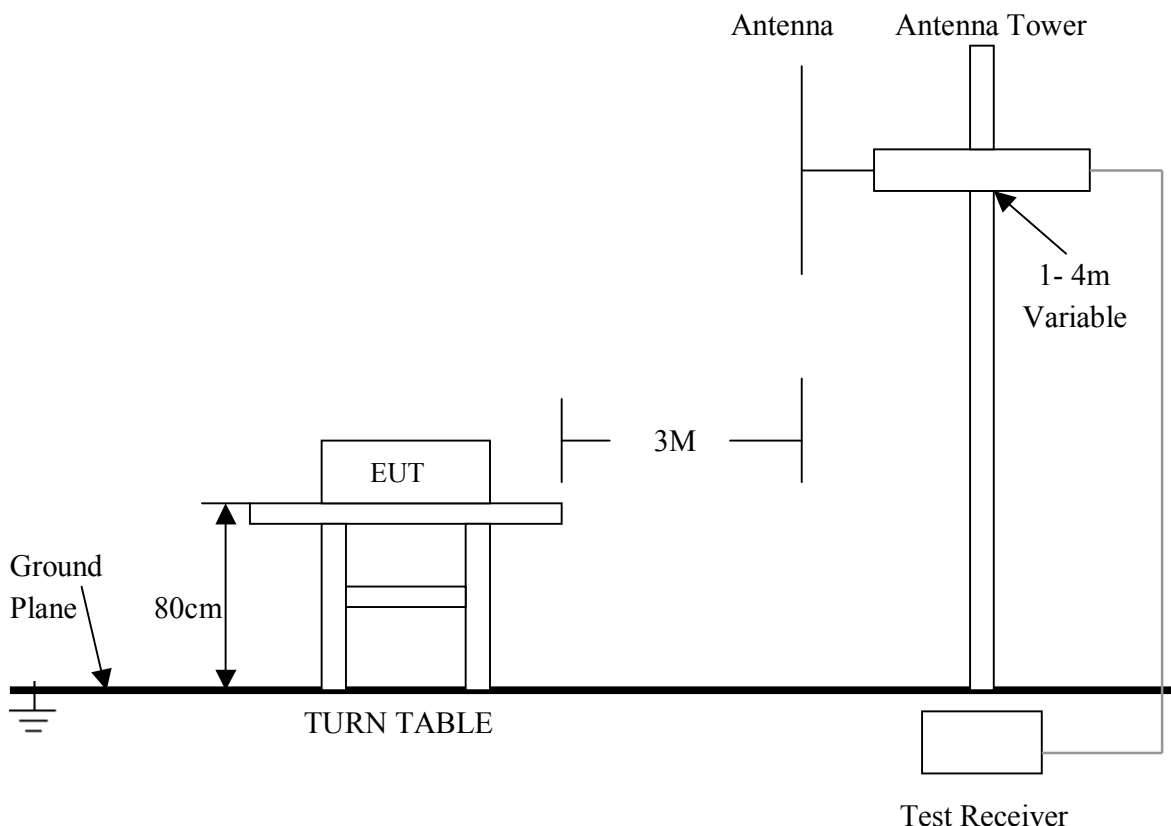 Antenna
Antenna Tower
1- 4m
Variable
3M
EUT
Ground
Plane
80cm
TURN TABLE
Test Receiver